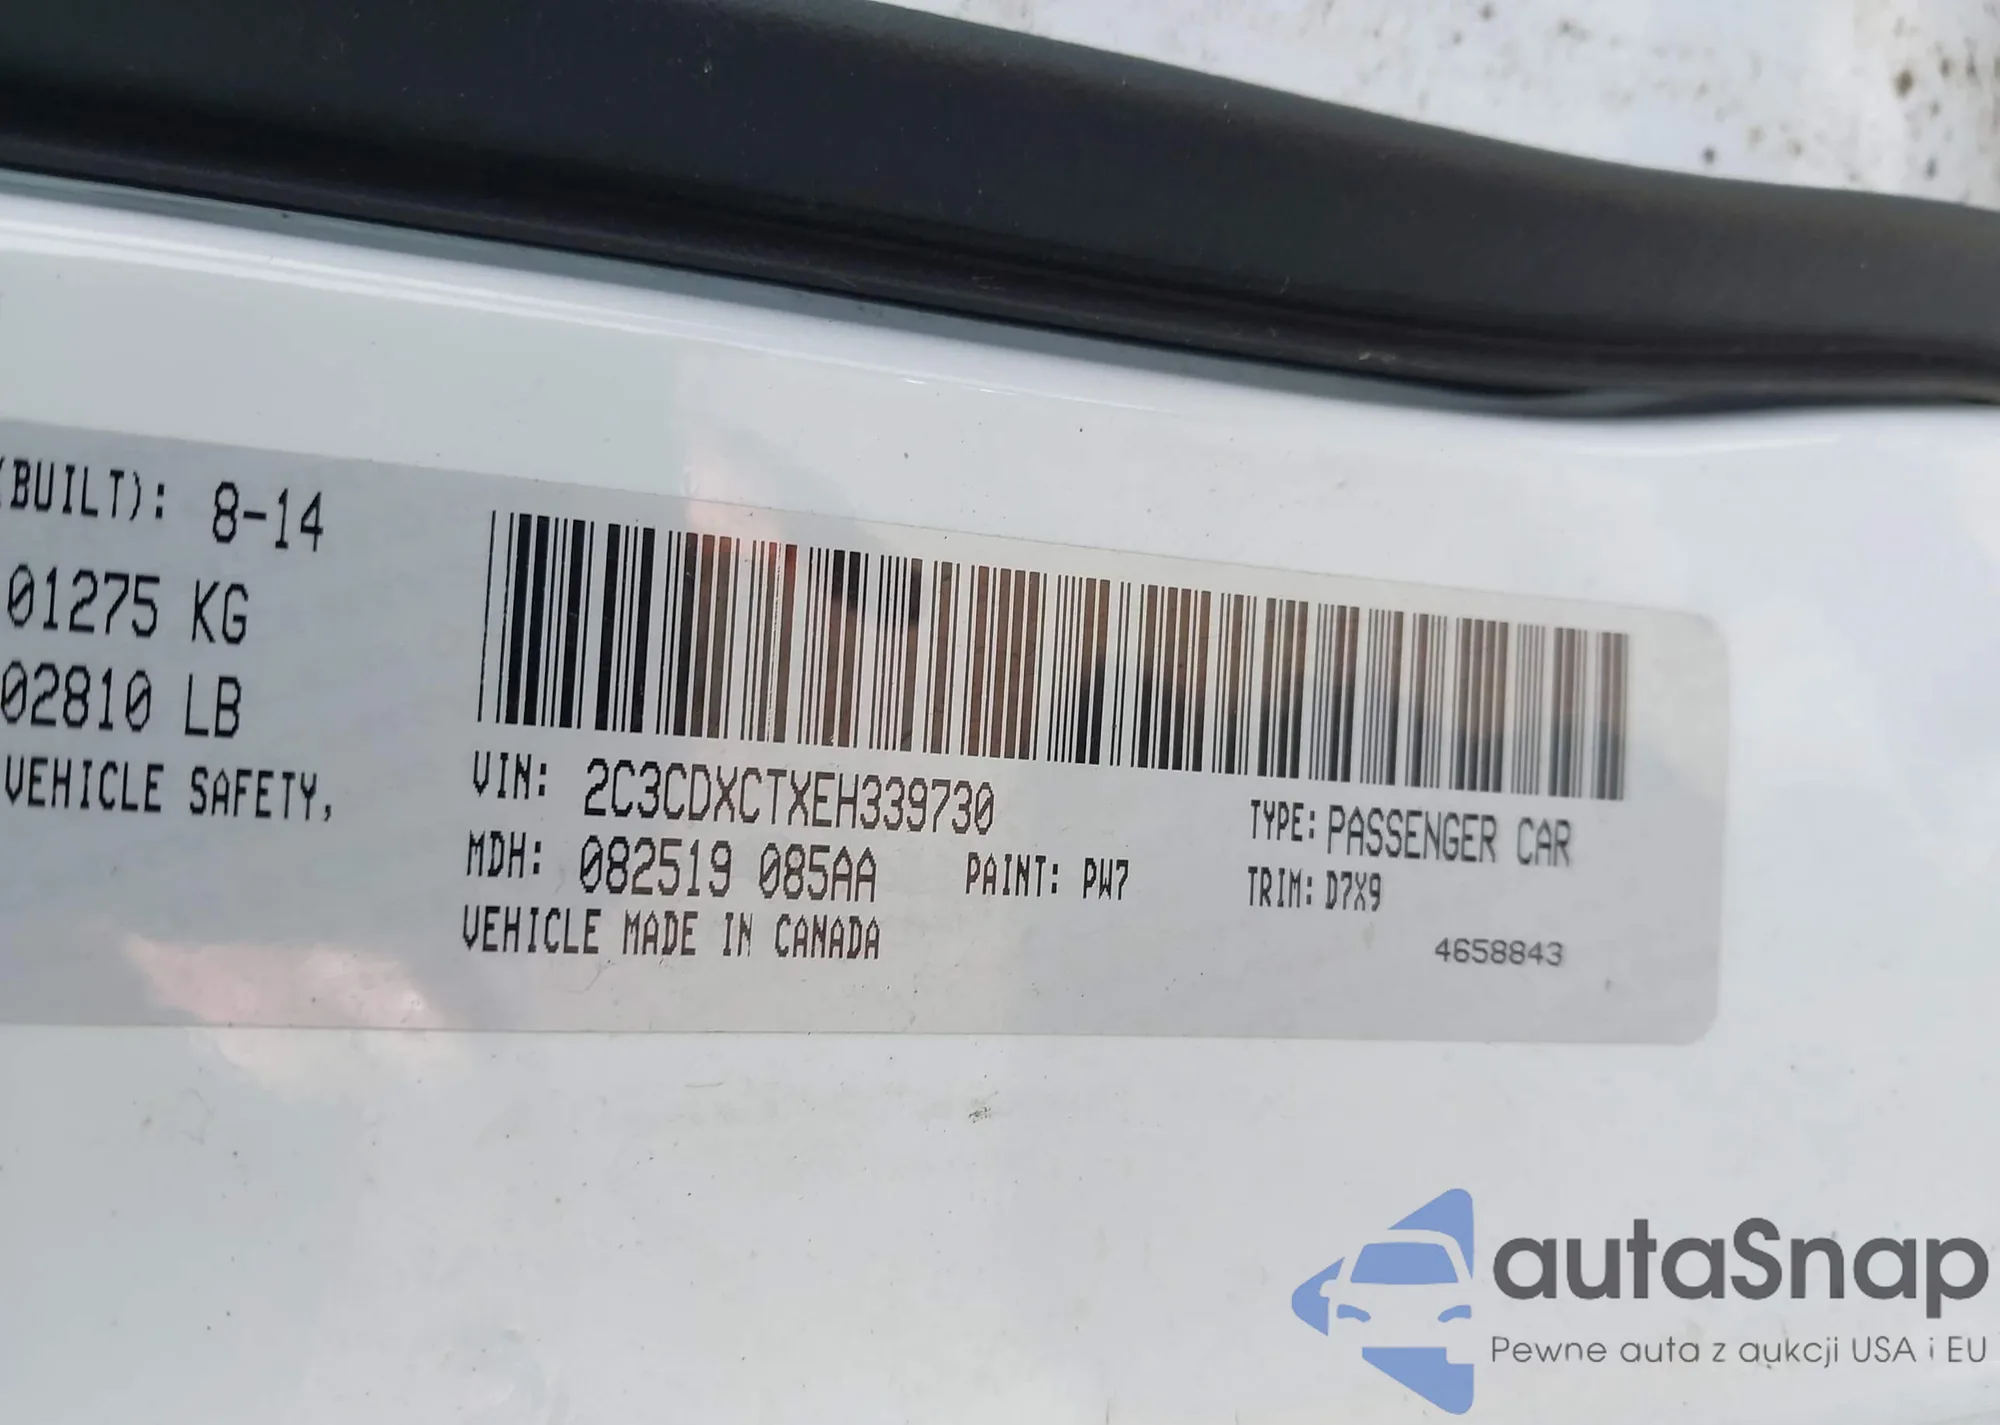 (BUILT): 8-14
01275 KG
02810 LB
VEHICLE SAFETY,
VIN: 2C3CDXCTXEH339730
TYPE: PASSENGER CAR
MDH: 082519 085AA PAINT: PW7
TRIM: D7X9
VEHICLE MADE IN CANADA
4658843
autaSnap
Pewne auta z aukcji USA i EU